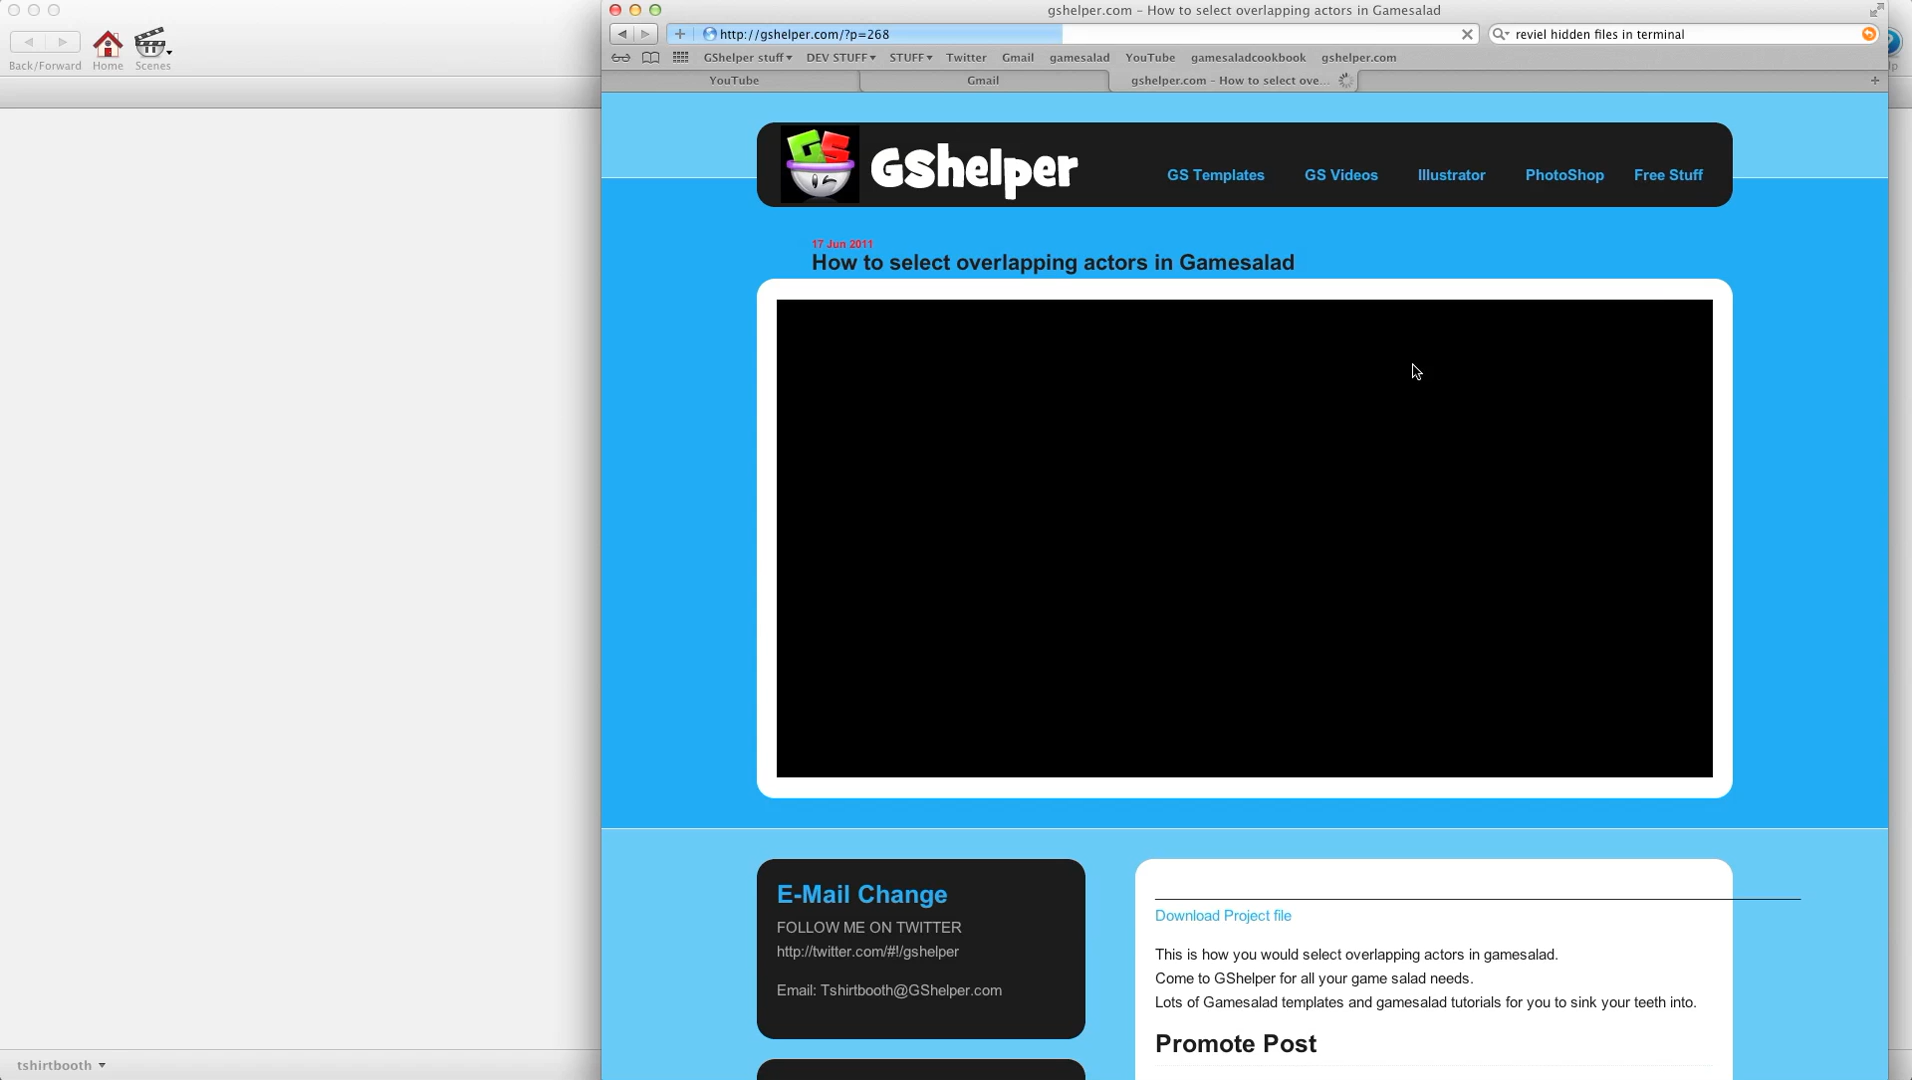 gshelper.com – How to select overlapping actors in Gamesalad
http://gshelper.com/?p=268
reviel hidden files in terminal
Back/Forward Home Scenes
GShelper stuff DEV STUFF STUFF Twitter Gmail gamesalad YouTube gamesaladcookbook gshelper.com
YouTube Gmail gshelper.com – How to select ove...
GS GShelper
GS Templates GS Videos Illustrator PhotoShop Free Stuff
17 Jun 2011
How to select overlapping actors in Gamesalad
E-Mail Change
FOLLOW ME ON TWITTER
http://twitter.com/#!/gshelper
Email: Tshirtbooth@GShelper.com
Download Project file
This is how you would select overlapping actors in gamesalad.
Come to GShelper for all your game salad needs.
Lots of Gamesalad templates and gamesalad tutorials for you to sink your teeth into.
Promote Post
tshirtbooth